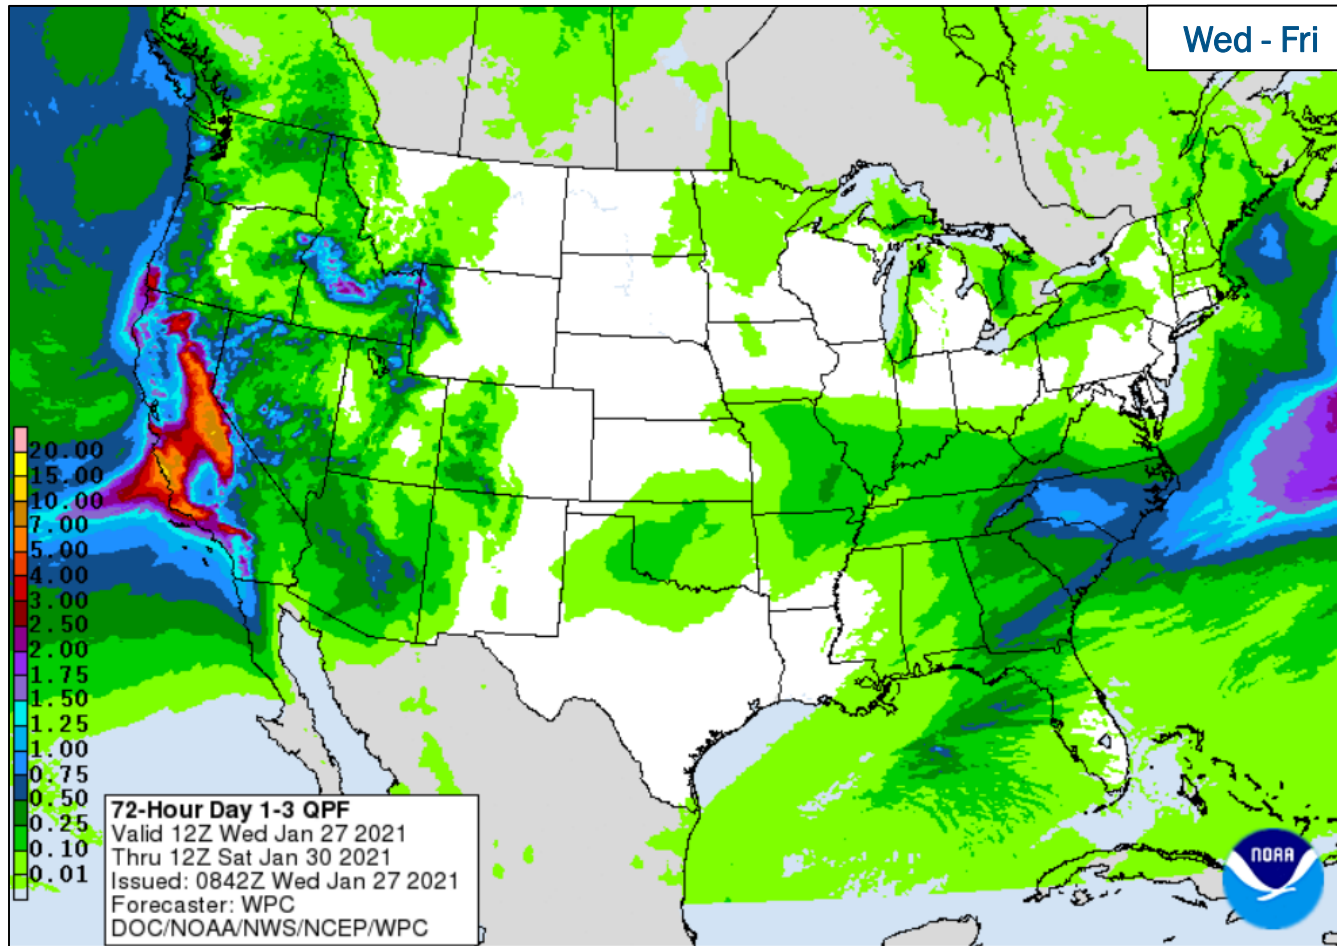 Wed - Fri
20.00
15.00
10.00
7.00
5.00
4.00
3.00
2.50
2.00
1.75
1.50
1.25
1.00
0.75
0.50
0.25
0.10
0.01
72-Hour Day 1-3 QPF
Valid 12Z Wed Jan 27 2021
Thru 12Z Sat Jan 30 2021
Issued: 0842Z Wed Jan 27 2021
Forecaster: WPC
DOC/NOAA/NWS/NCEP/WPC
NOAA